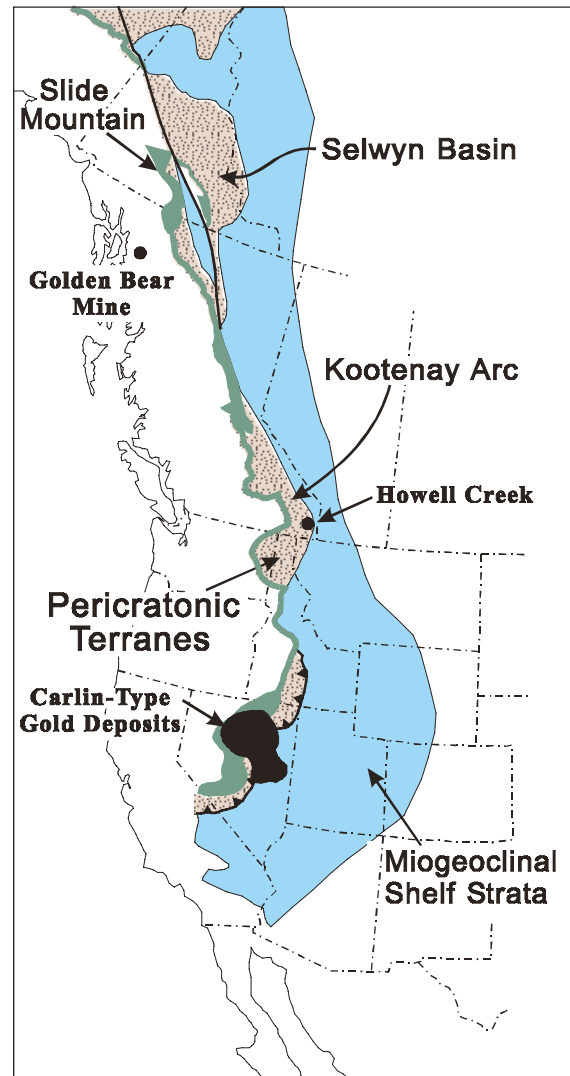 Slide
Mountain
Selwyn Basin
Golden Bear
Mine
Kootenay Arc
Howell Creek
Pericratonic
Terranes
Carlin-Type
Gold Deposits
Miogeoclinal
Shelf Strata